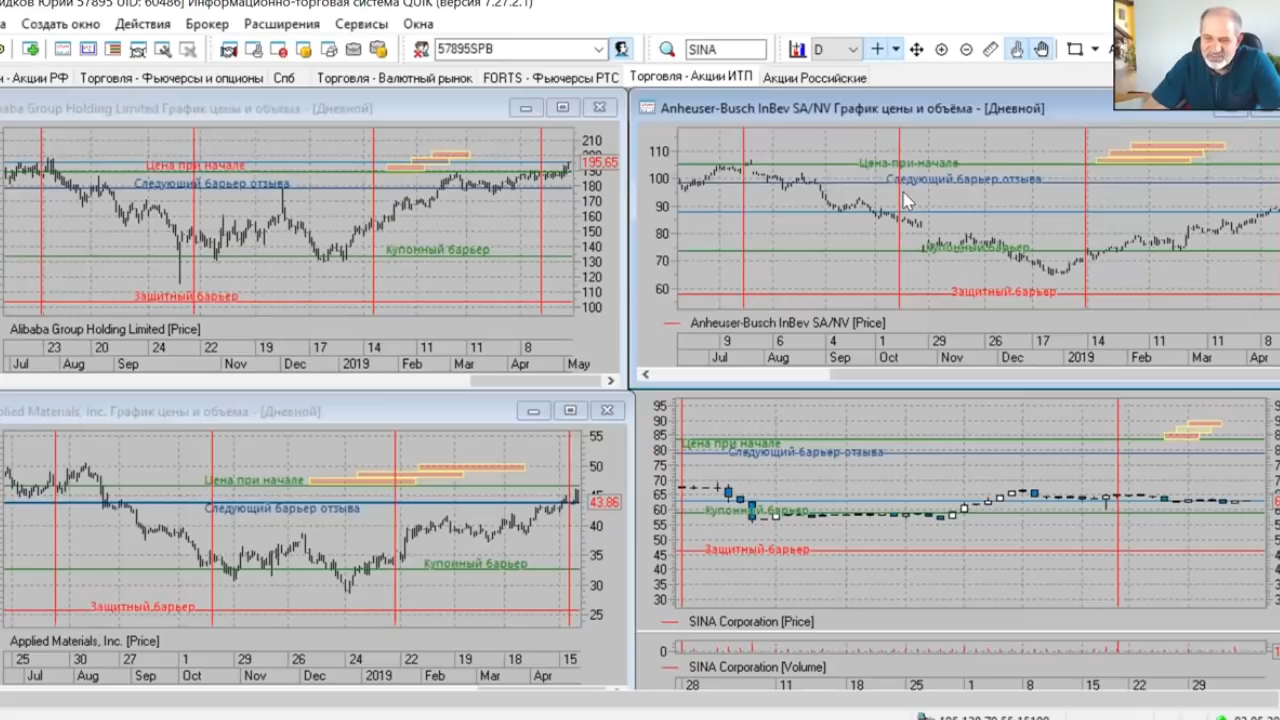 идков Юрий 57895 UID: 60486] Информационно-торговая система QUIK (версия 7.27.2.1)
а Создать окно Действия Брокер Расширения Сервисы Окна
57895SPB SINA D
н - Акции РФ Торговля - Фьючерсы и опционы Спб Торговля - Валютный рынок FORTS - Фьючерсы РТС Торговля - Акции ИТП Акции Российские
baba Group Holding Limited График цены и объёма - [Дневной]
210
195.65
190
180
170
160
150
140
130
120
110
100
Цена при начале
Следующий барьер отзыва
Купонный барьер
Защитный барьер
Alibaba Group Holding Limited [Price]
23 20 24 22 19 17 14 11 11 8
Jul Aug Sep Nov Dec 2019 Feb Mar Apr May
Anheuser-Busch InBev SA/NV График цены и объёма - [Дневной]
110
100
90
80
70
60
Цена при начале
Следующий барьер отзыва
Купонный барьер
Защитный барьер
Anheuser-Busch InBev SA/NV [Price]
9 6 4 1 29 26 17 14 11 11 8
Jul Aug Sep Oct Nov Dec 2019 Feb Mar Apr
plied Materials, Inc. График цены и объёма - [Дневной]
55
50
45
43.86
40
35
30
25
Цена при начале
Следующий барьер отзыва
Купонный барьер
Защитный барьер
Applied Materials, Inc. [Price]
25 30 27 1 29 26 24 22 19 18 15
Jul Aug Sep Oct Nov Dec 2019 Feb Mar Apr
95
90
85
80
75
70
65
60
55
50
45
40
35
30
Цена при начале
Следующий барьер отзыва
Купонный барьер
Защитный барьер
SINA Corporation [Price]
0
SINA Corporation [Volume]
28 11 18 25 1 8 15 22 29